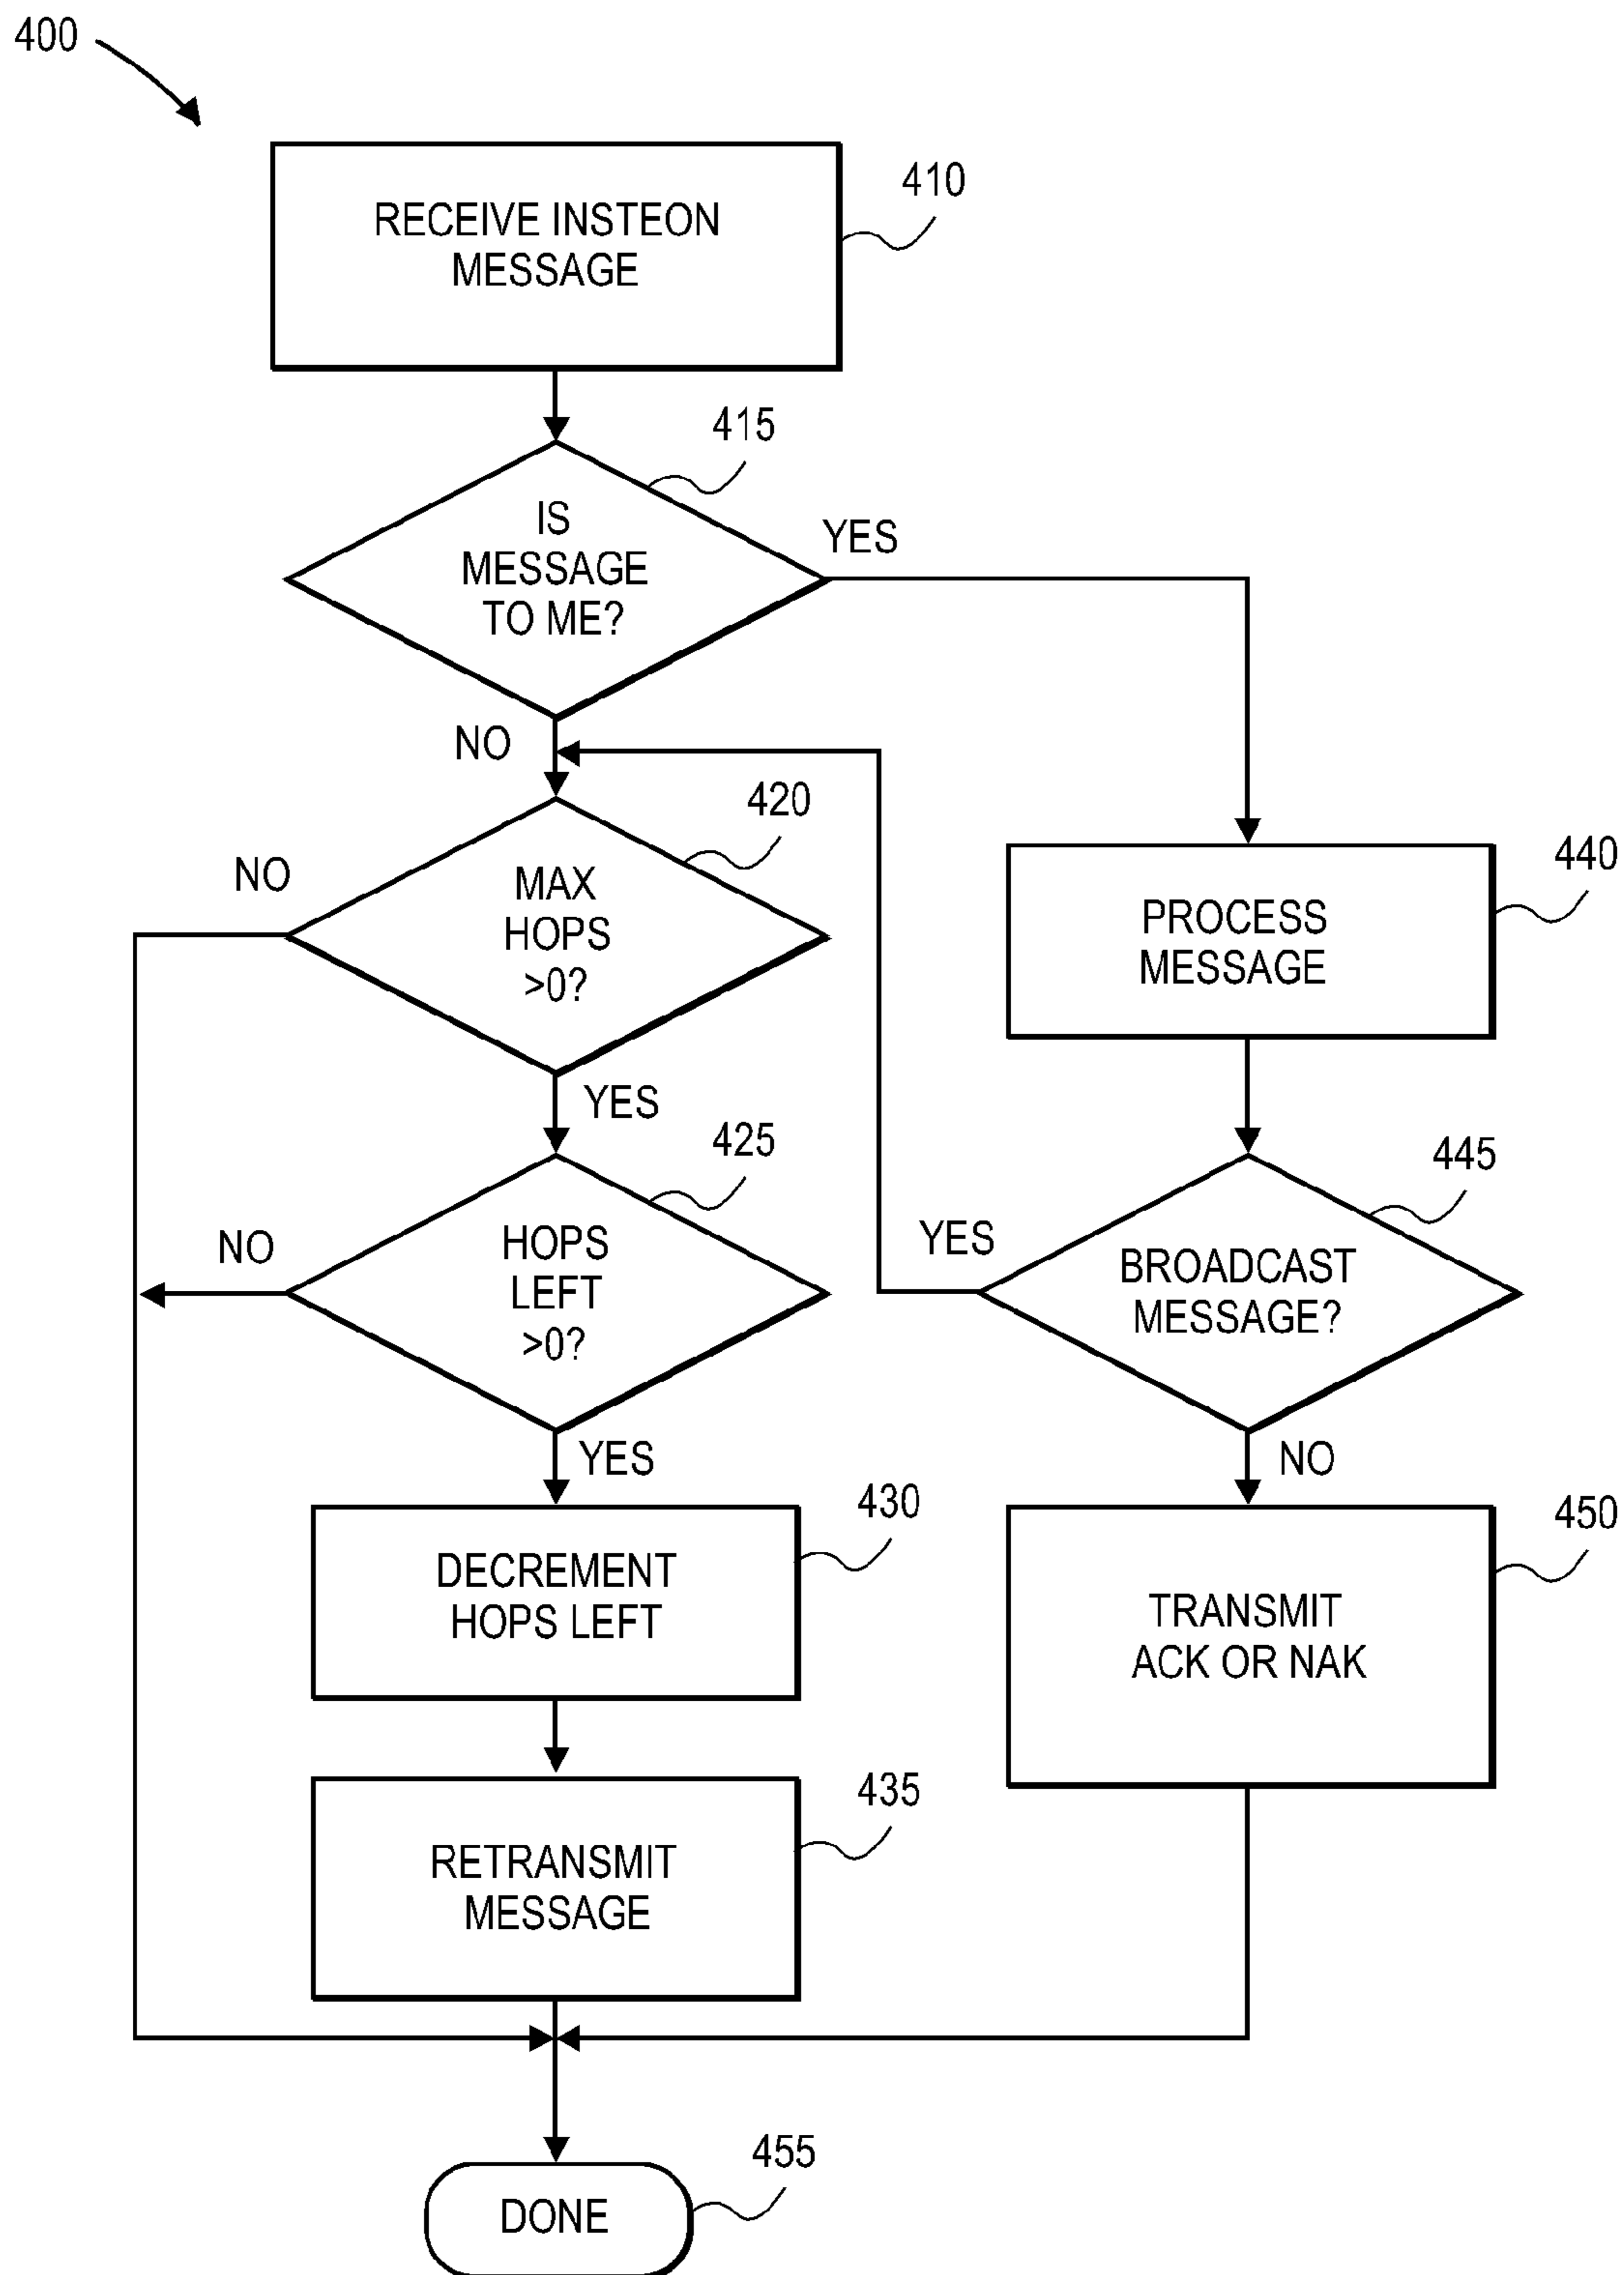 400
RECEIVE INSTEON
MESSAGE
410
415
IS
MESSAGE
TO ME?
YES
NO
420
MAX
HOPS
>0?
NO
YES
440
PROCESS
MESSAGE
425
HOPS
LEFT
>0?
NO
YES
445
BROADCAST
MESSAGE?
YES
NO
430
DECREMENT
HOPS LEFT
450
TRANSMIT
ACK OR NAK
435
RETRANSMIT
MESSAGE
455
DONE